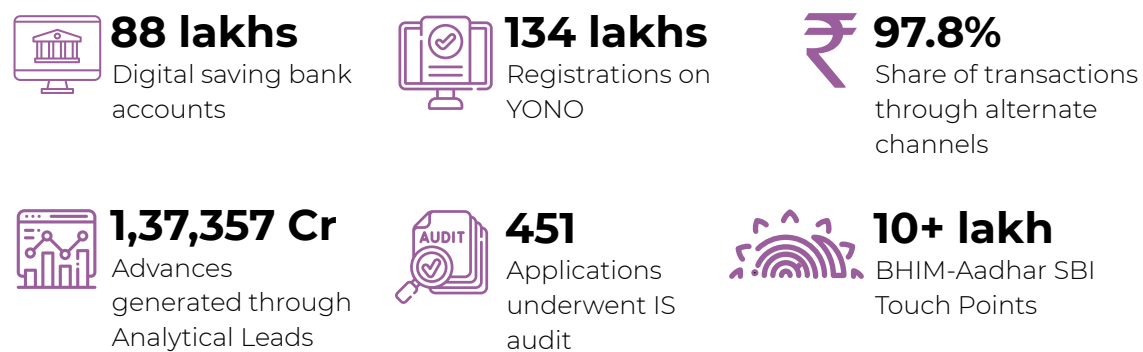 88 lakhs
Digital saving bank
accounts
134 lakhs
Registrations on
YONO
₹
97.8%
Share of transactions
through alternate
channels
1,37,357 Cr
Advances
generated through
Analytical Leads
AUDIT
451
Applications
underwent IS
audit
10+ lakh
BHIM-Aadhar SBI
Touch Points